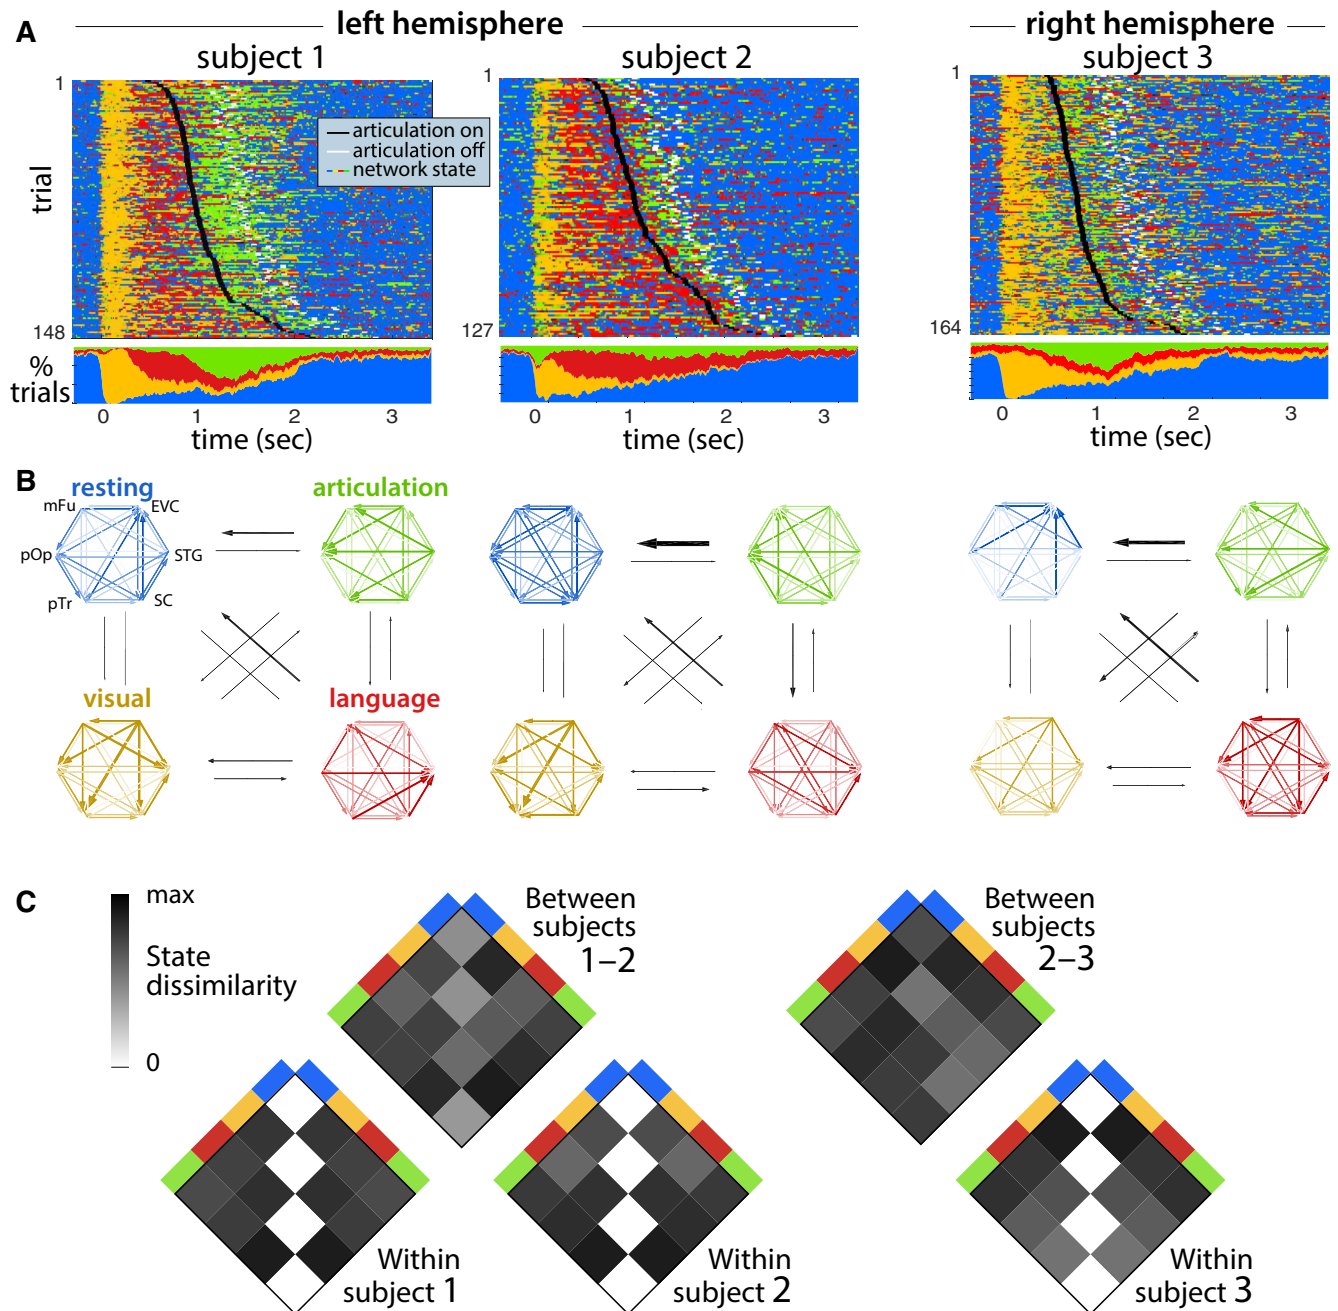 A
left hemisphere
right hemisphere
subject 1
subject 2
subject 3
1
1
1
articulation on
articulation off
network state
trial
148
127
164
%
trials
0 1 2 3
0 1 2 3
0 1 2 3
time (sec)
time (sec)
time (sec)
B
resting
articulation
mFu
EVC
pOp
STG
pTr
SC
visual
language
C
max
State
dissimilarity
0
Between
subjects
1–2
Between
subjects
2–3
Within
subject 1
Within
subject 2
Within
subject 3